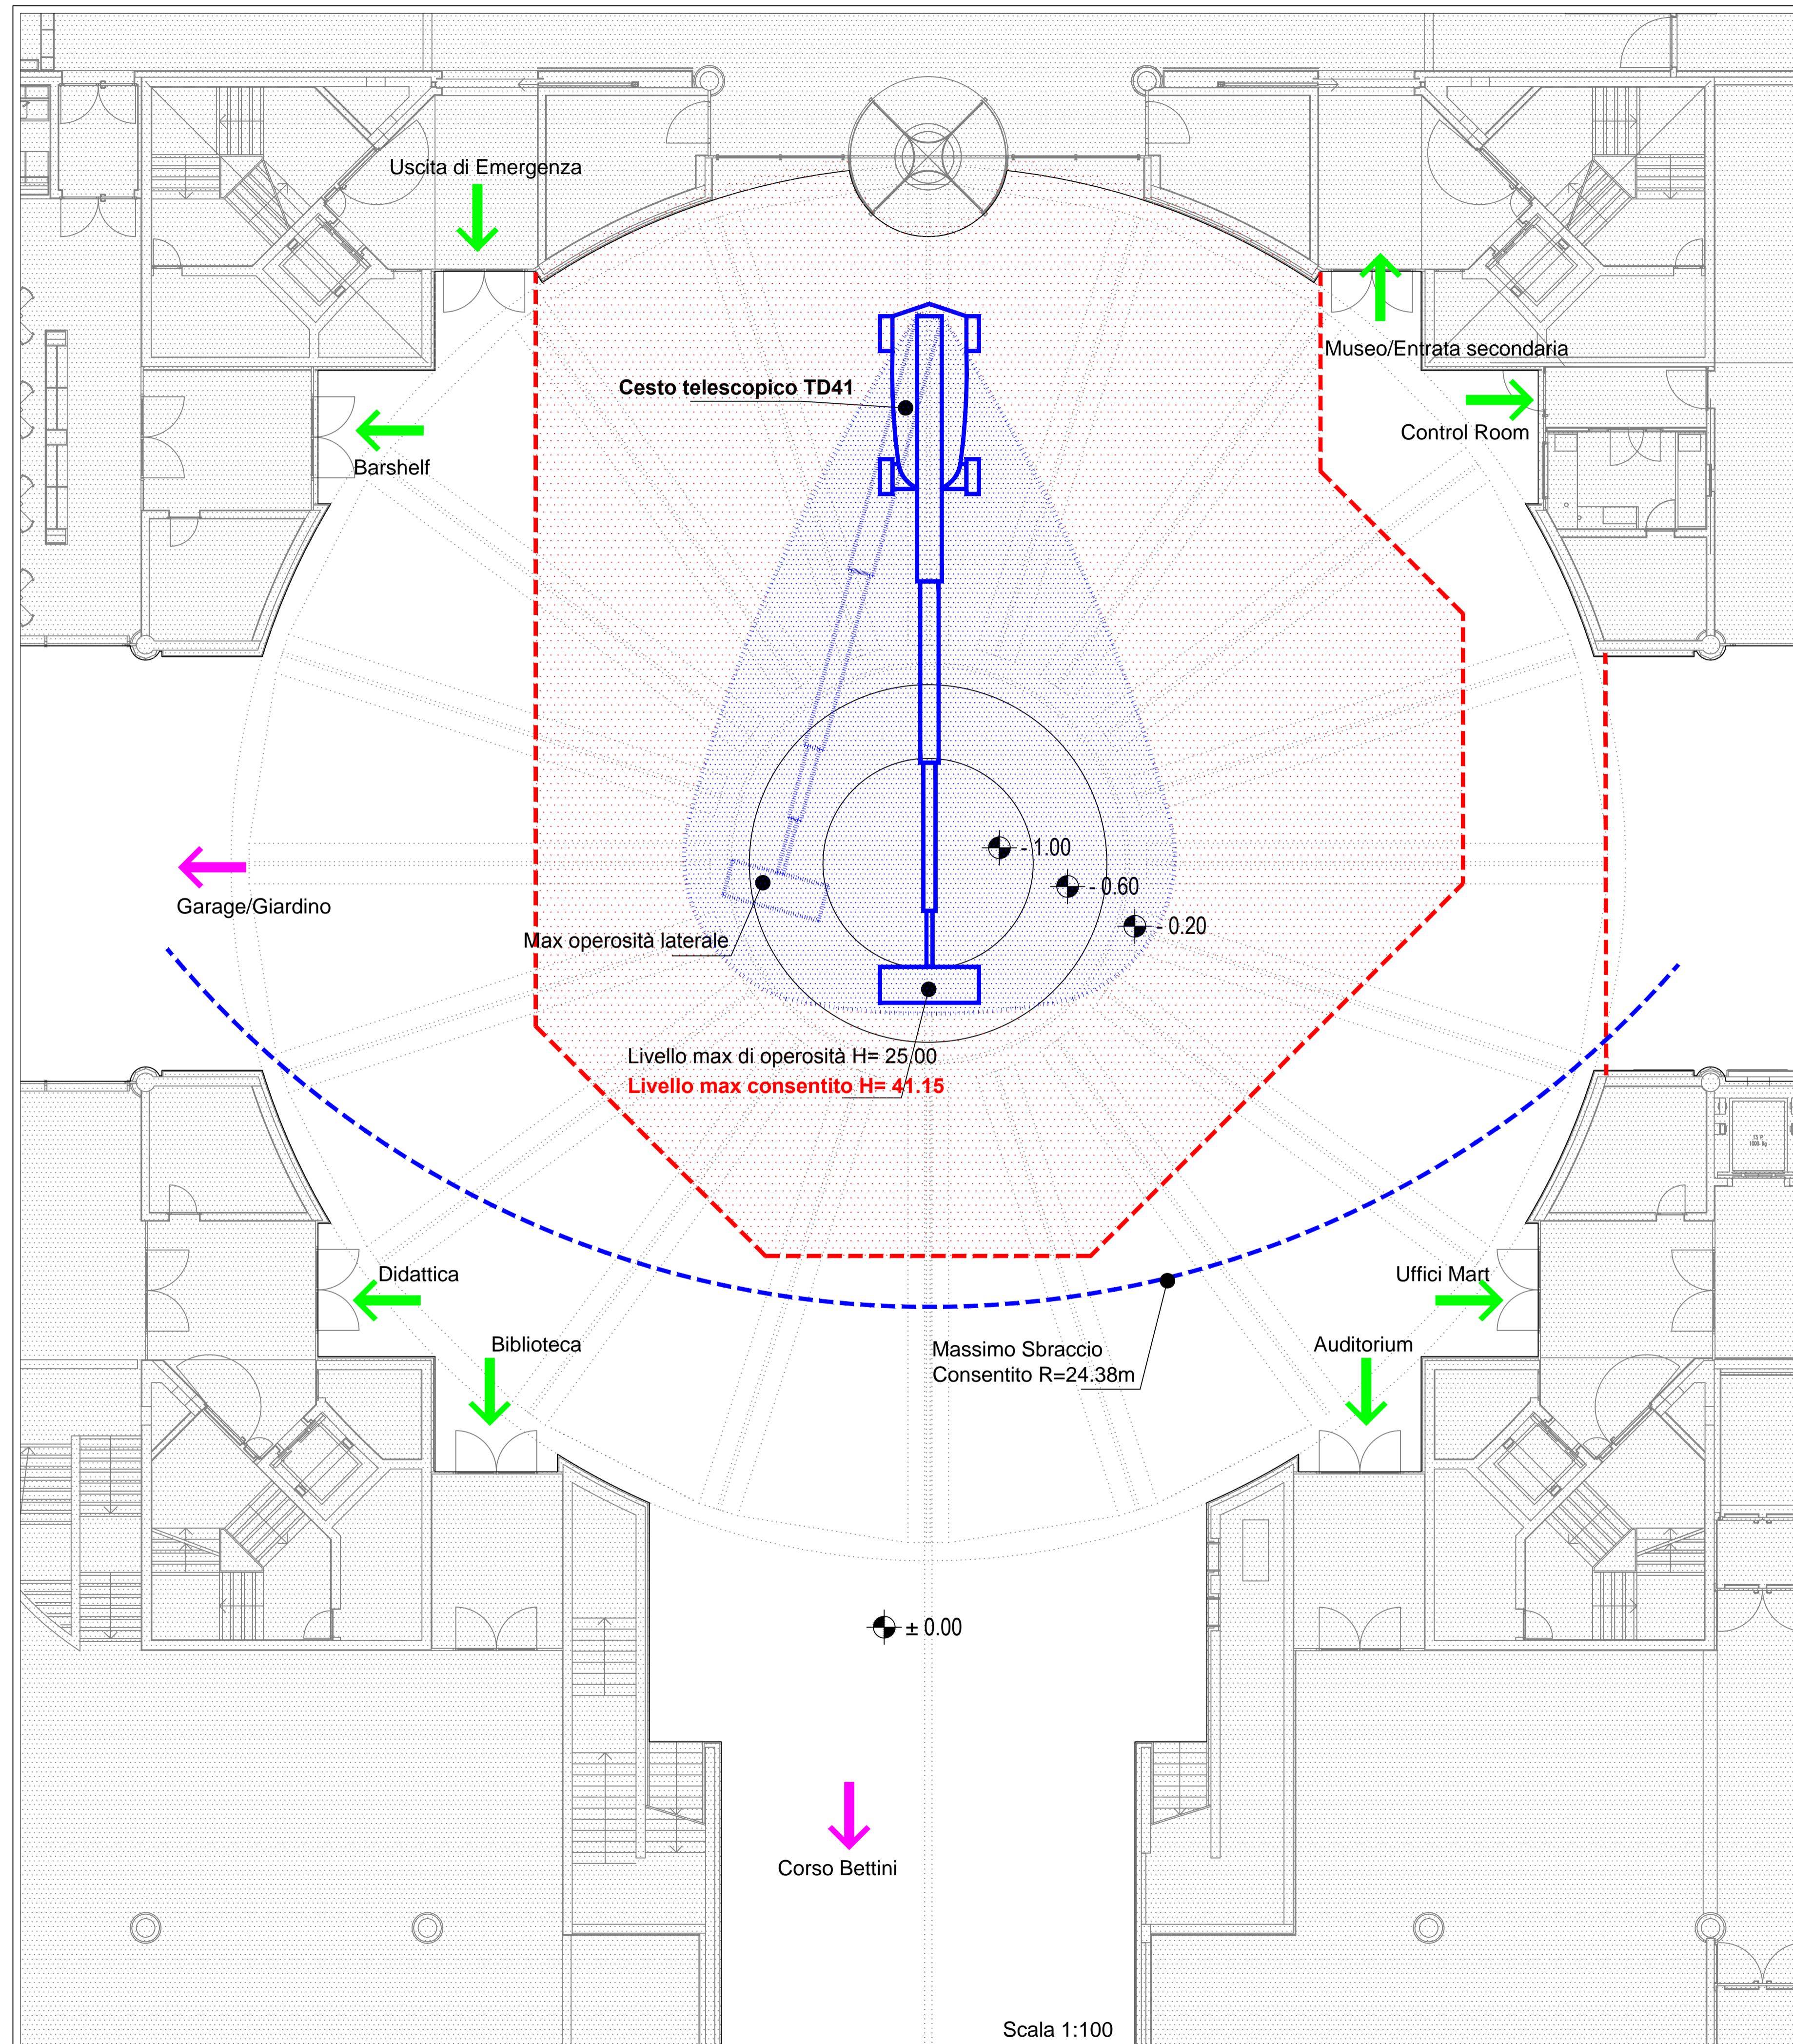 Uscita di Emergenza
Museo/Entrata secondaria
Cesto telescopico TD41
Control Room
Barshelf
- 1.00
- 0.60
Garage/Giardino
- 0.20
Max operosità laterale
Livello max di operosità H= 25.00
Livello max consentito H= 41.15
1000 Kg
Didattica
Uffici Mart
Biblioteca
Auditorium
Massimo Sbraccio
Consentito R=24.38m
± 0.00
Corso Bettini
Scala 1:100